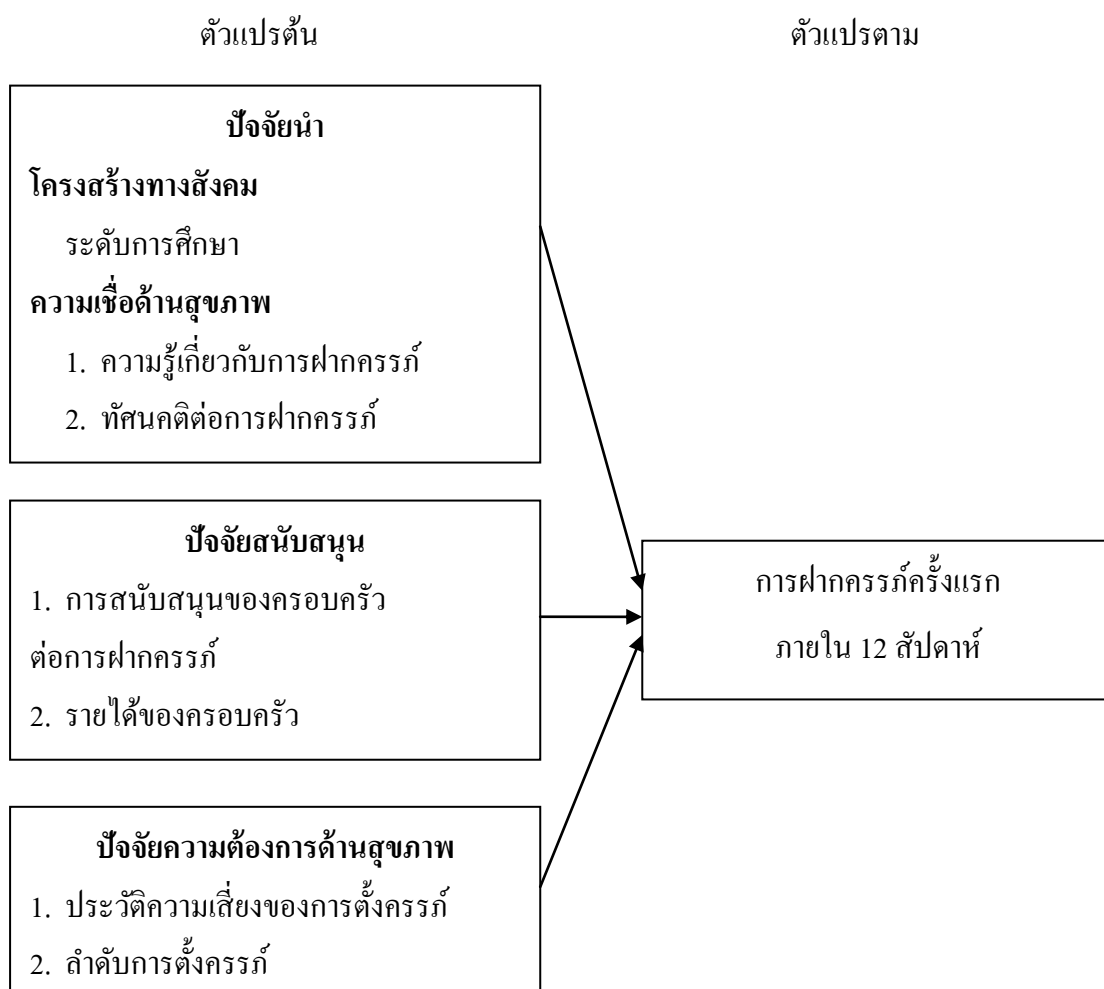 ตัวแปรต้น
ตัวแปรตาม
ปัจจัยนำ
โครงสร้างทางสังคม
ระดับการศึกษา
ความเชื่อด้านสุขภาพ
1. ความรู้เกี่ยวกับการฝากครรภ์
2. ทัศนคติต่อการฝากครรภ์
ปัจจัยสนับสนุน
1. การสนับสนุนของครอบครัว
ต่อการฝากครรภ์
2. รายได้ของครอบครัว
การฝากครรภ์ครั้งแรก
ภายใน 12 สัปดาห์
ปัจจัยความต้องการด้านสุขภาพ
1. ประวัติความเสี่ยงของการตั้งครรภ์
2. ลำดับการตั้งครรภ์